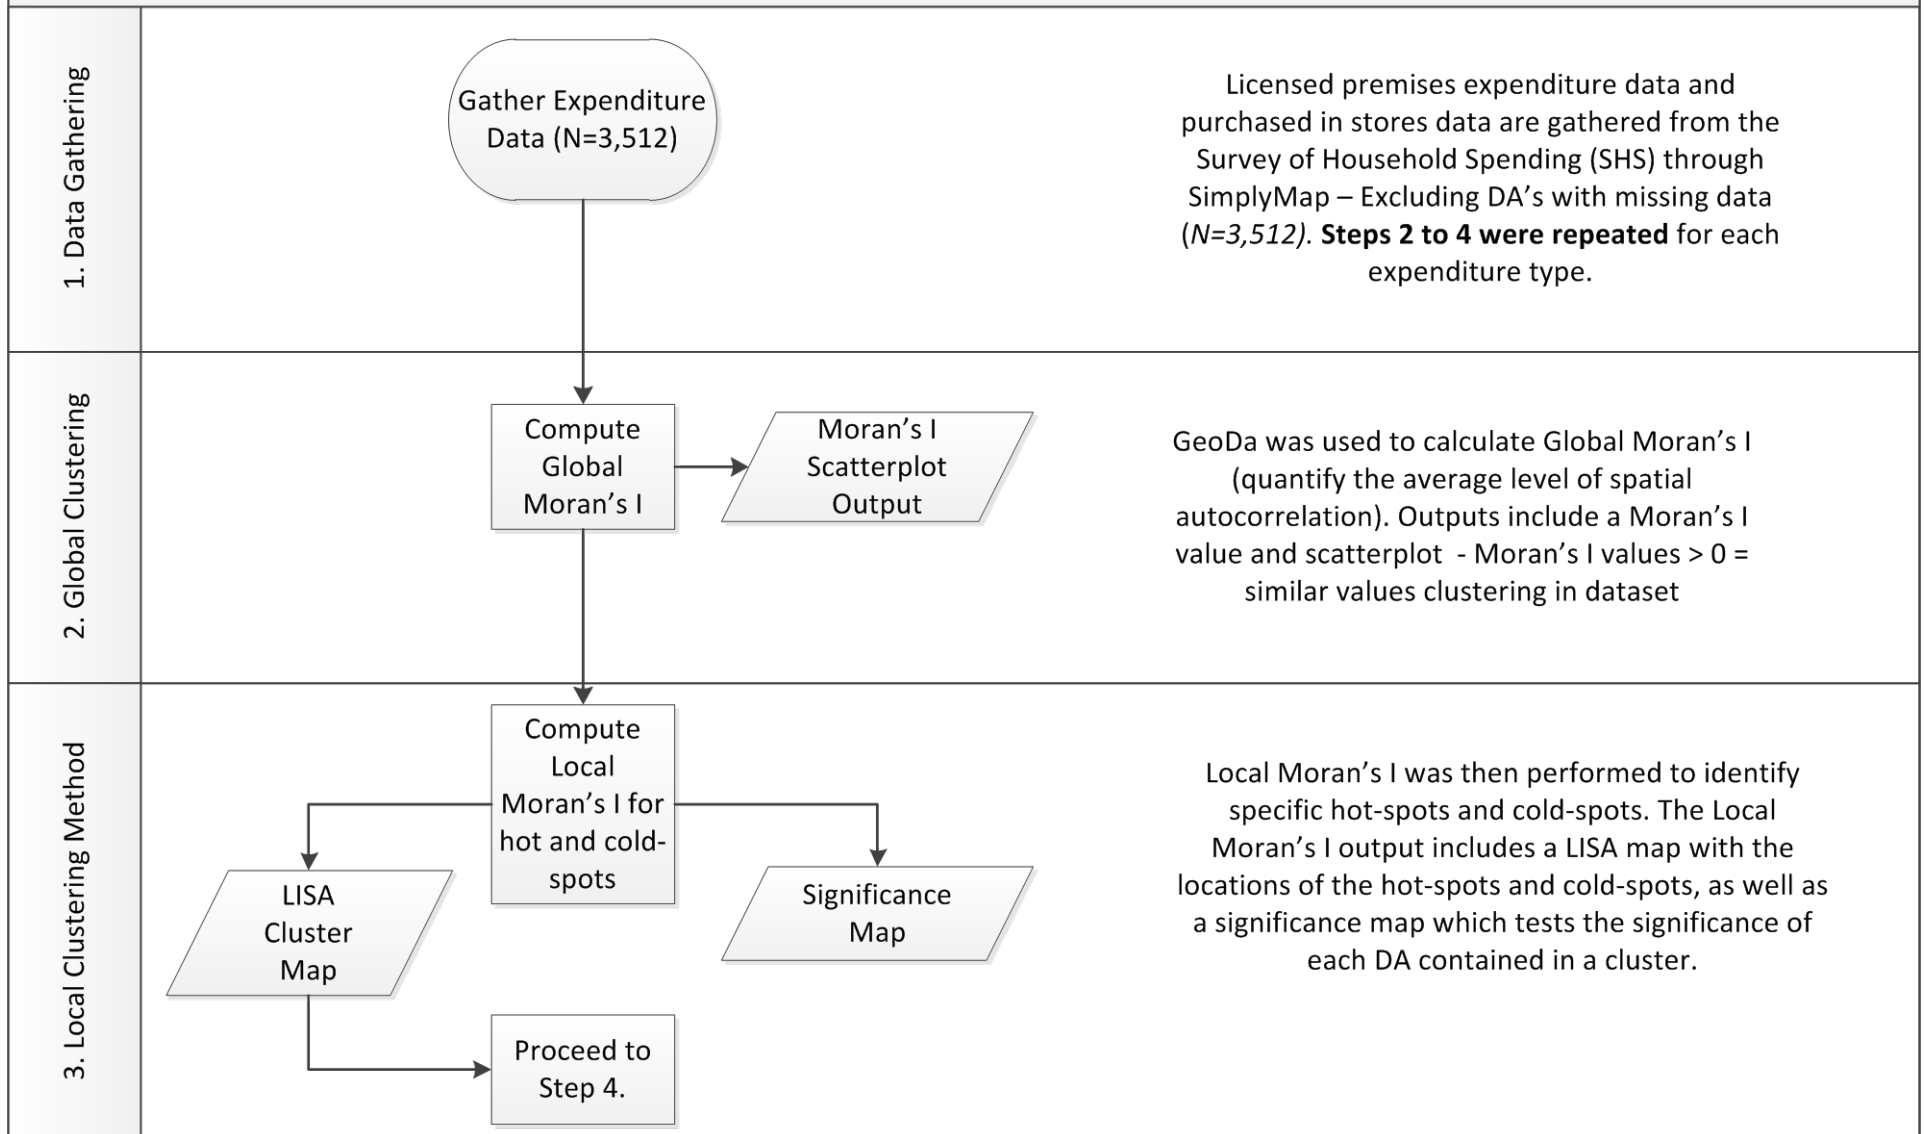 1. Data Gathering
Gather Expenditure
Data (N=3,512)
Licensed premises expenditure data and
purchased in stores data are gathered from the
Survey of Household Spending (SHS) through
SimplyMap – Excluding DA’s with missing data
(N=3,512). Steps 2 to 4 were repeated for each
expenditure type.
2. Global Clustering
Compute
Global
Moran’s I
Moran’s I
Scatterplot
Output
GeoDa was used to calculate Global Moran’s I
(quantify the average level of spatial
autocorrelation). Outputs include a Moran’s I
value and scatterplot  - Moran’s I values > 0 =
similar values clustering in dataset
3. Local Clustering Method
Compute
Local
Moran’s I for
hot and cold-
spots
LISA
Cluster
Map
Significance
Map
Proceed to
Step 4.
Local Moran’s I was then performed to identify
specific hot-spots and cold-spots. The Local
Moran’s I output includes a LISA map with the
locations of the hot-spots and cold-spots, as well as
a significance map which tests the significance of
each DA contained in a cluster.